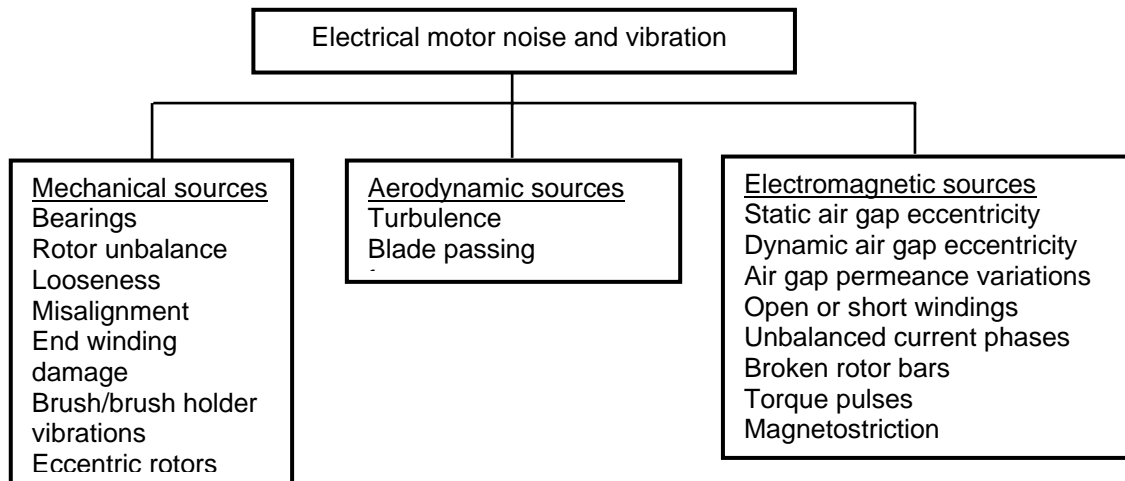 Electrical motor noise and vibration
Mechanical sources
Bearings
Rotor unbalance
Looseness
Misalignment
End winding
damage
Brush/brush holder
vibrations
Eccentric rotors
Aerodynamic sources
Turbulence
Blade passing
Electromagnetic sources
Static air gap eccentricity
Dynamic air gap eccentricity
Air gap permeance variations
Open or short windings
Unbalanced current phases
Broken rotor bars
Torque pulses
Magnetostriction